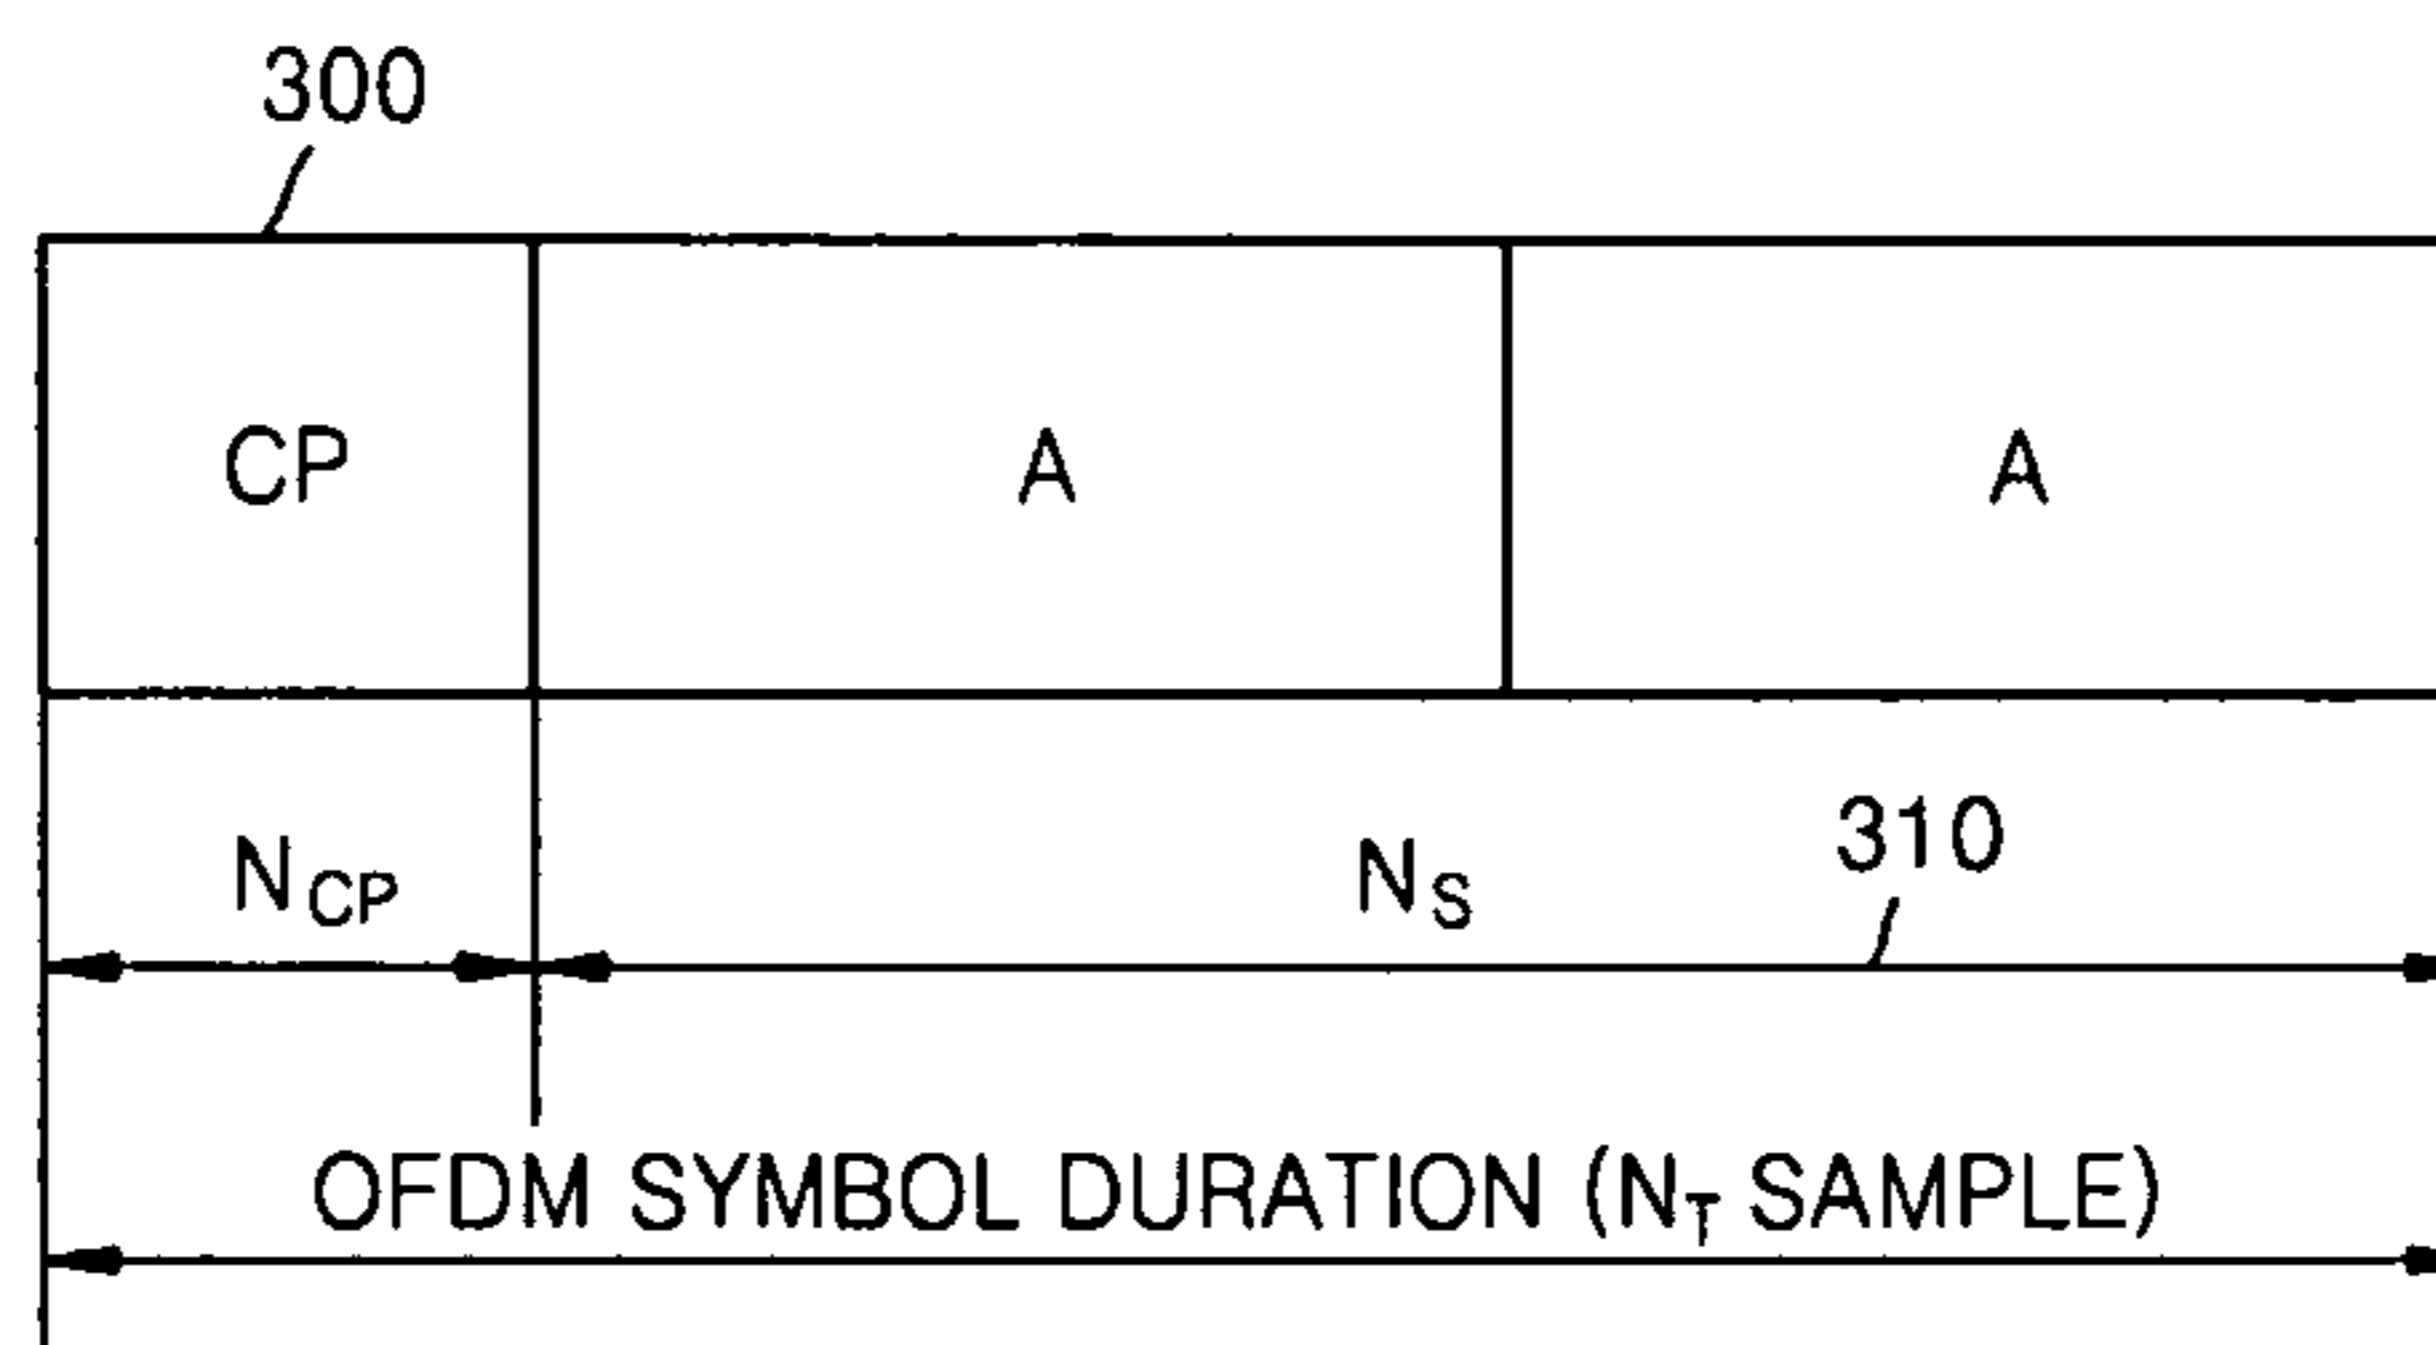 300
CP A A
N_CP N_S 310
OFDM SYMBOL DURATION (N_T SAMPLE)